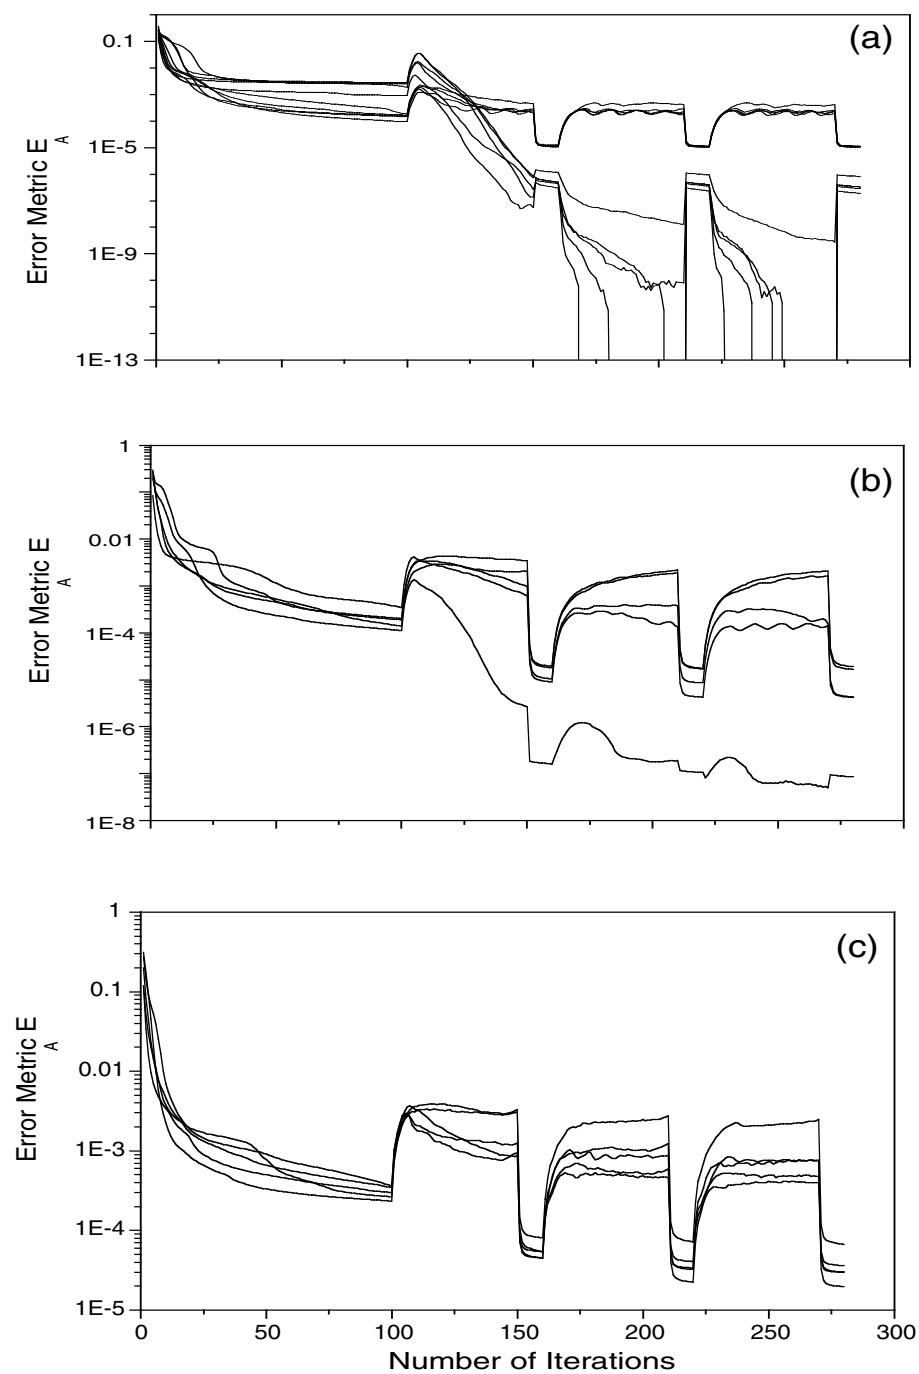 (a)
0.1
1E-5
1E-9
1E-13
Error Metric E
A
(b)
1
0.01
1E-4
1E-6
1E-8
Error Metric E
A
(c)
1
0.1
0.01
1E-3
1E-4
1E-5
Error Metric E
A
0 50 100 150 200 250 300
Number of Iterations